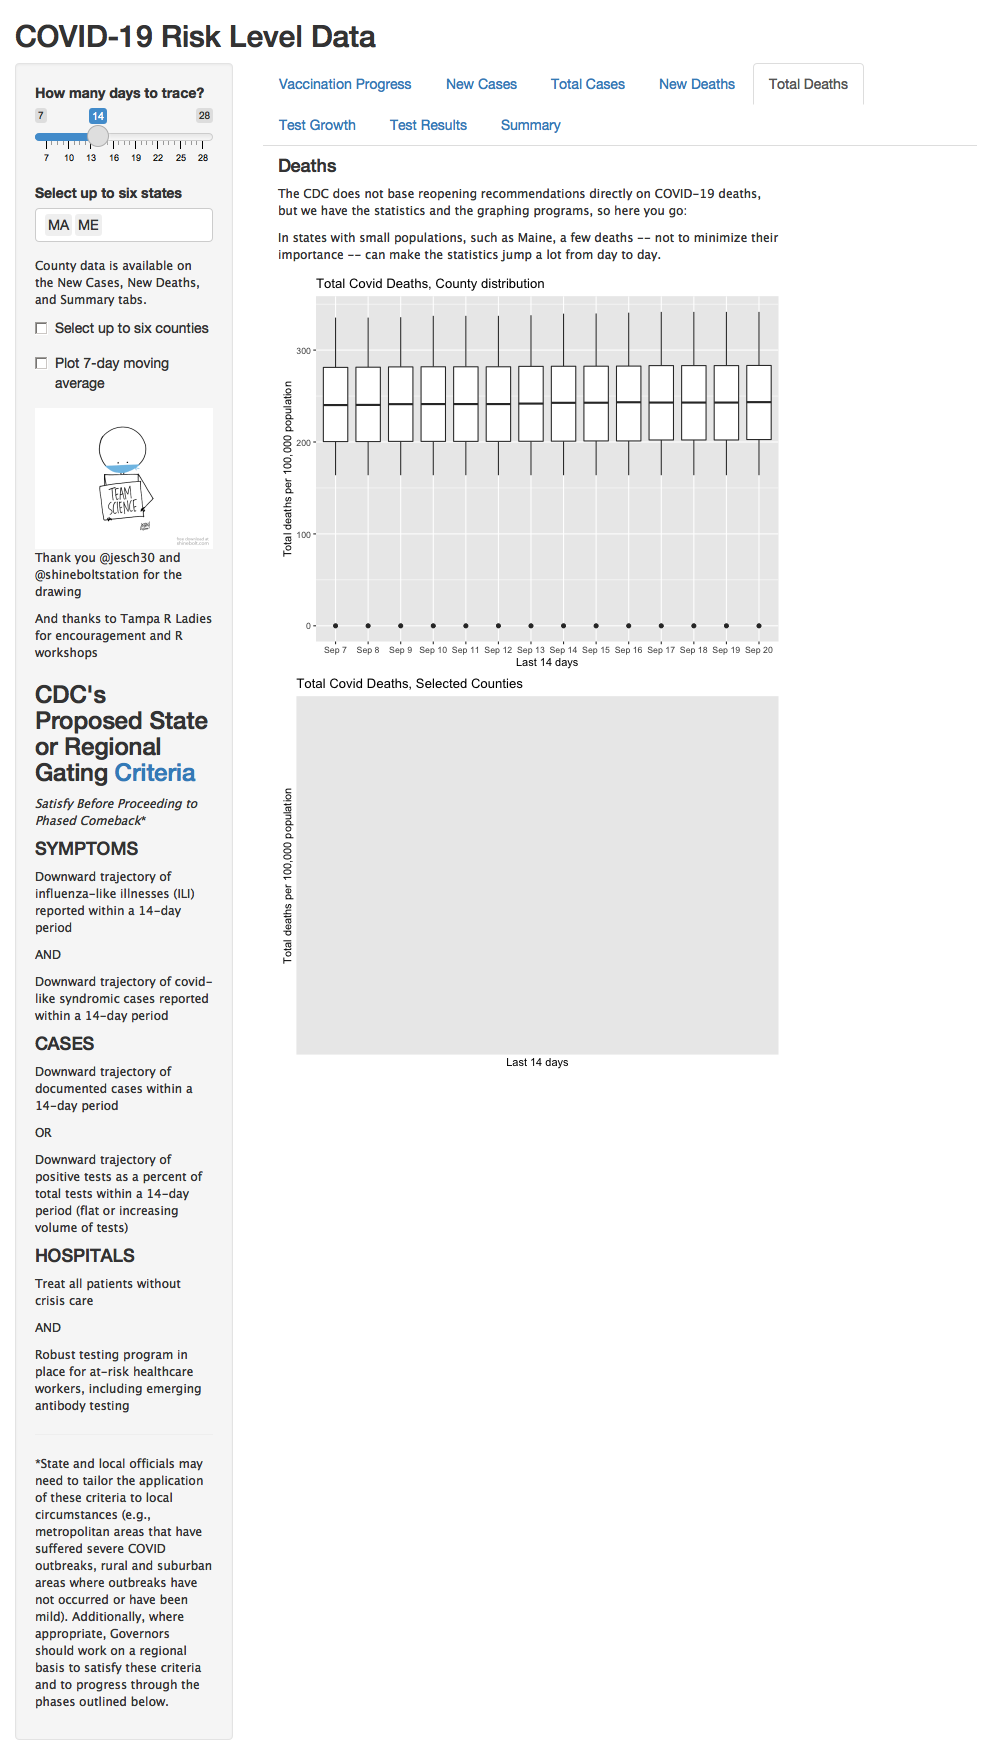 COVID-19 Risk Level Data
How many days to trace?
7 14 28
7 10 13 16 19 22 25 28
Select up to six states
MA ME
County data is available on
the New Cases, New Deaths,
and Summary tabs.
Select up to six counties
Plot 7-day moving
average
TEAM
SCIENCE
Thank you @jesch30 and
@shineboltstation for the
drawing
And thanks to Tampa R Ladies
for encouragement and R
workshops
CDC's
Proposed State
or Regional
Gating Criteria
Satisfy Before Proceeding to
Phased Comeback*
SYMPTOMS
Downward trajectory of
influenza-like illnesses (ILI)
reported within a 14-day
period
AND
Downward trajectory of covid-
like syndromic cases reported
within a 14-day period
CASES
Downward trajectory of
documented cases within a
14-day period
OR
Downward trajectory of
positive tests as a percent of
total tests within a 14-day
period (flat or increasing
volume of tests)
HOSPITALS
Treat all patients without
crisis care
AND
Robust testing program in
place for at-risk healthcare
workers, including emerging
antibody testing
*State and local officials may
need to tailor the application
of these criteria to local
circumstances (e.g.,
metropolitan areas that have
suffered severe COVID
outbreaks, rural and suburban
areas where outbreaks have
not occurred or have been
mild). Additionally, where
appropriate, Governors
should work on a regional
basis to satisfy these criteria
and to progress through the
phases outlined below.
Vaccination Progress New Cases Total Cases New Deaths Total Deaths
Test Growth Test Results Summary
Deaths
The CDC does not base reopening recommendations directly on COVID-19 deaths,
but we have the statistics and the graphing programs, so here you go:
In states with small populations, such as Maine, a few deaths -- not to minimize their
importance -- can make the statistics jump a lot from day to day.
Total Covid Deaths, County distribution
Total deaths per 100,000 population
300
200
100
0
Sep 7 Sep 8 Sep 9 Sep 10 Sep 11 Sep 12 Sep 13 Sep 14 Sep 15 Sep 16 Sep 17 Sep 18 Sep 19 Sep 20
Last 14 days
Total Covid Deaths, Selected Counties
Total deaths per 100,000 population
Last 14 days